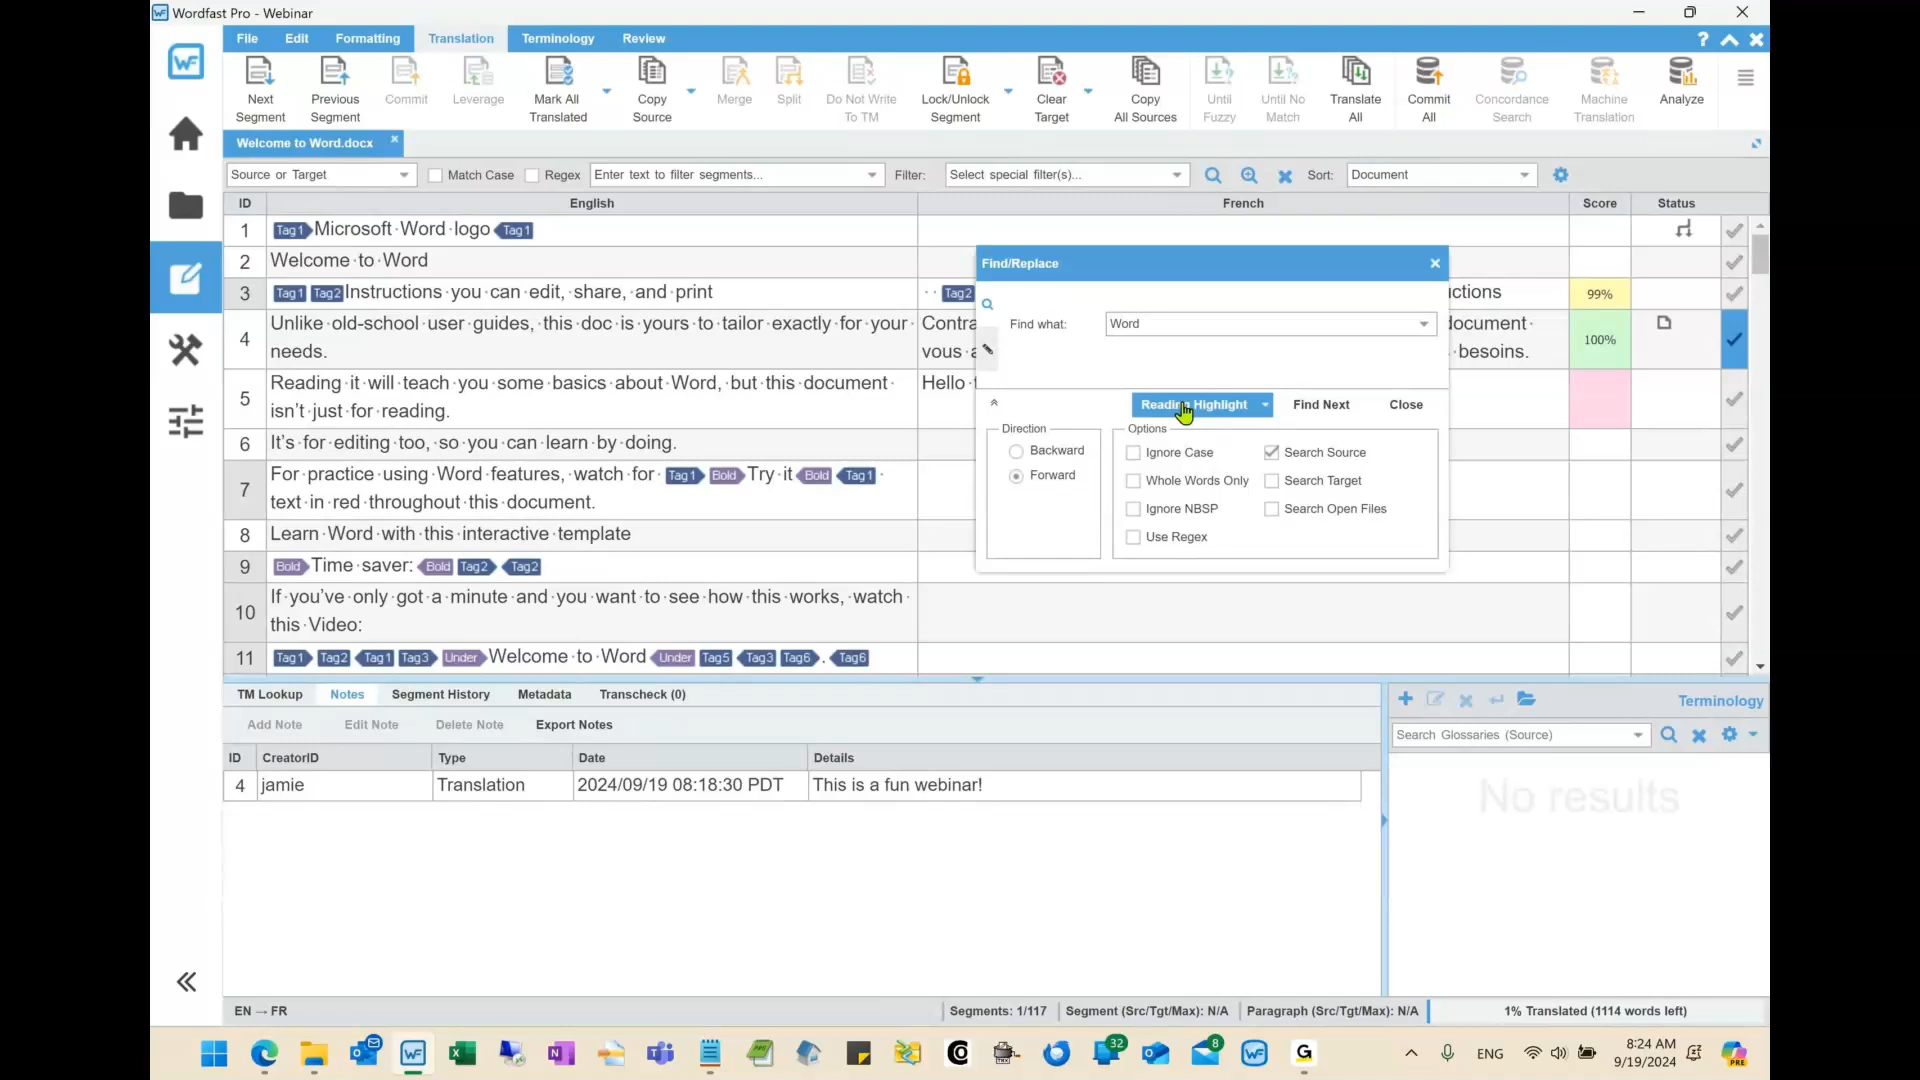 Wordfast Pro - Webinar
File Edit Formatting Translation Terminology Review
Next Segment Previous Segment Commit Leverage Mark All Translated Copy Source Merge Split Do Not Write To TM Lock/Unlock Segment Clear Target Copy All Sources Until Fuzzy Until No Match Translate All Commit All Concordance Search Machine Translation Analyze
Welcome to Word.docx
Source or Target Match Case Regex Enter text to filter segments... Filter: Select special filter(s)... Sort: Document
ID English French Score Status
1 Tag1 Microsoft·Word·logo Tag1
2 Welcome·to·Word
3 Tag1 Tag2 Instructions·you·can·edit,·share,·and·print ·· Tag2 uctions 99%
4 Unlike·old-school·user·guides,·this·doc·is·yours·to·tailor·exactly·for·your· Contra document· 100%
needs. vous· ·besoins.
5 Reading·it·will·teach·you·some·basics·about·Word,·but·this·document· Hello·
isn't·just·for·reading.
6 It's·for·editing·too,·so·you·can·learn·by·doing.
7 For·practice·using·Word·features,·watch·for· Tag1 Bold Try·it Bold Tag1 ·
text·in·red·throughout·this·document.
8 Learn·Word·with·this·interactive·template
9 Bold Time·saver: Bold Tag2 Tag2
10 If·you've·only·got·a·minute·and·you·want·to·see·how·this·works,·watch·
this·Video:
11 Tag1 Tag2 Tag1 Tag3 Under Welcome·to·Word Under Tag5 Tag3 Tag6 . Tag6
Find/Replace
Find what: Word
Reading Highlight Find Next Close
Direction
Backward
Forward
Options
Ignore Case Search Source
Whole Words Only Search Target
Ignore NBSP Search Open Files
Use Regex
TM Lookup Notes Segment History Metadata Transcheck (0)
Add Note Edit Note Delete Note Export Notes
ID CreatorID Type Date Details
4 jamie Translation 2024/09/19 08:18:30 PDT This is a fun webinar!
Terminology
Search Glossaries (Source)
No results
EN → FR Segments: 1/117 Segment (Src/Tgt/Max): N/A Paragraph (Src/Tgt/Max): N/A 1% Translated (1114 words left)
32 8 ENG 8:24 AM
9/19/2024 PRE